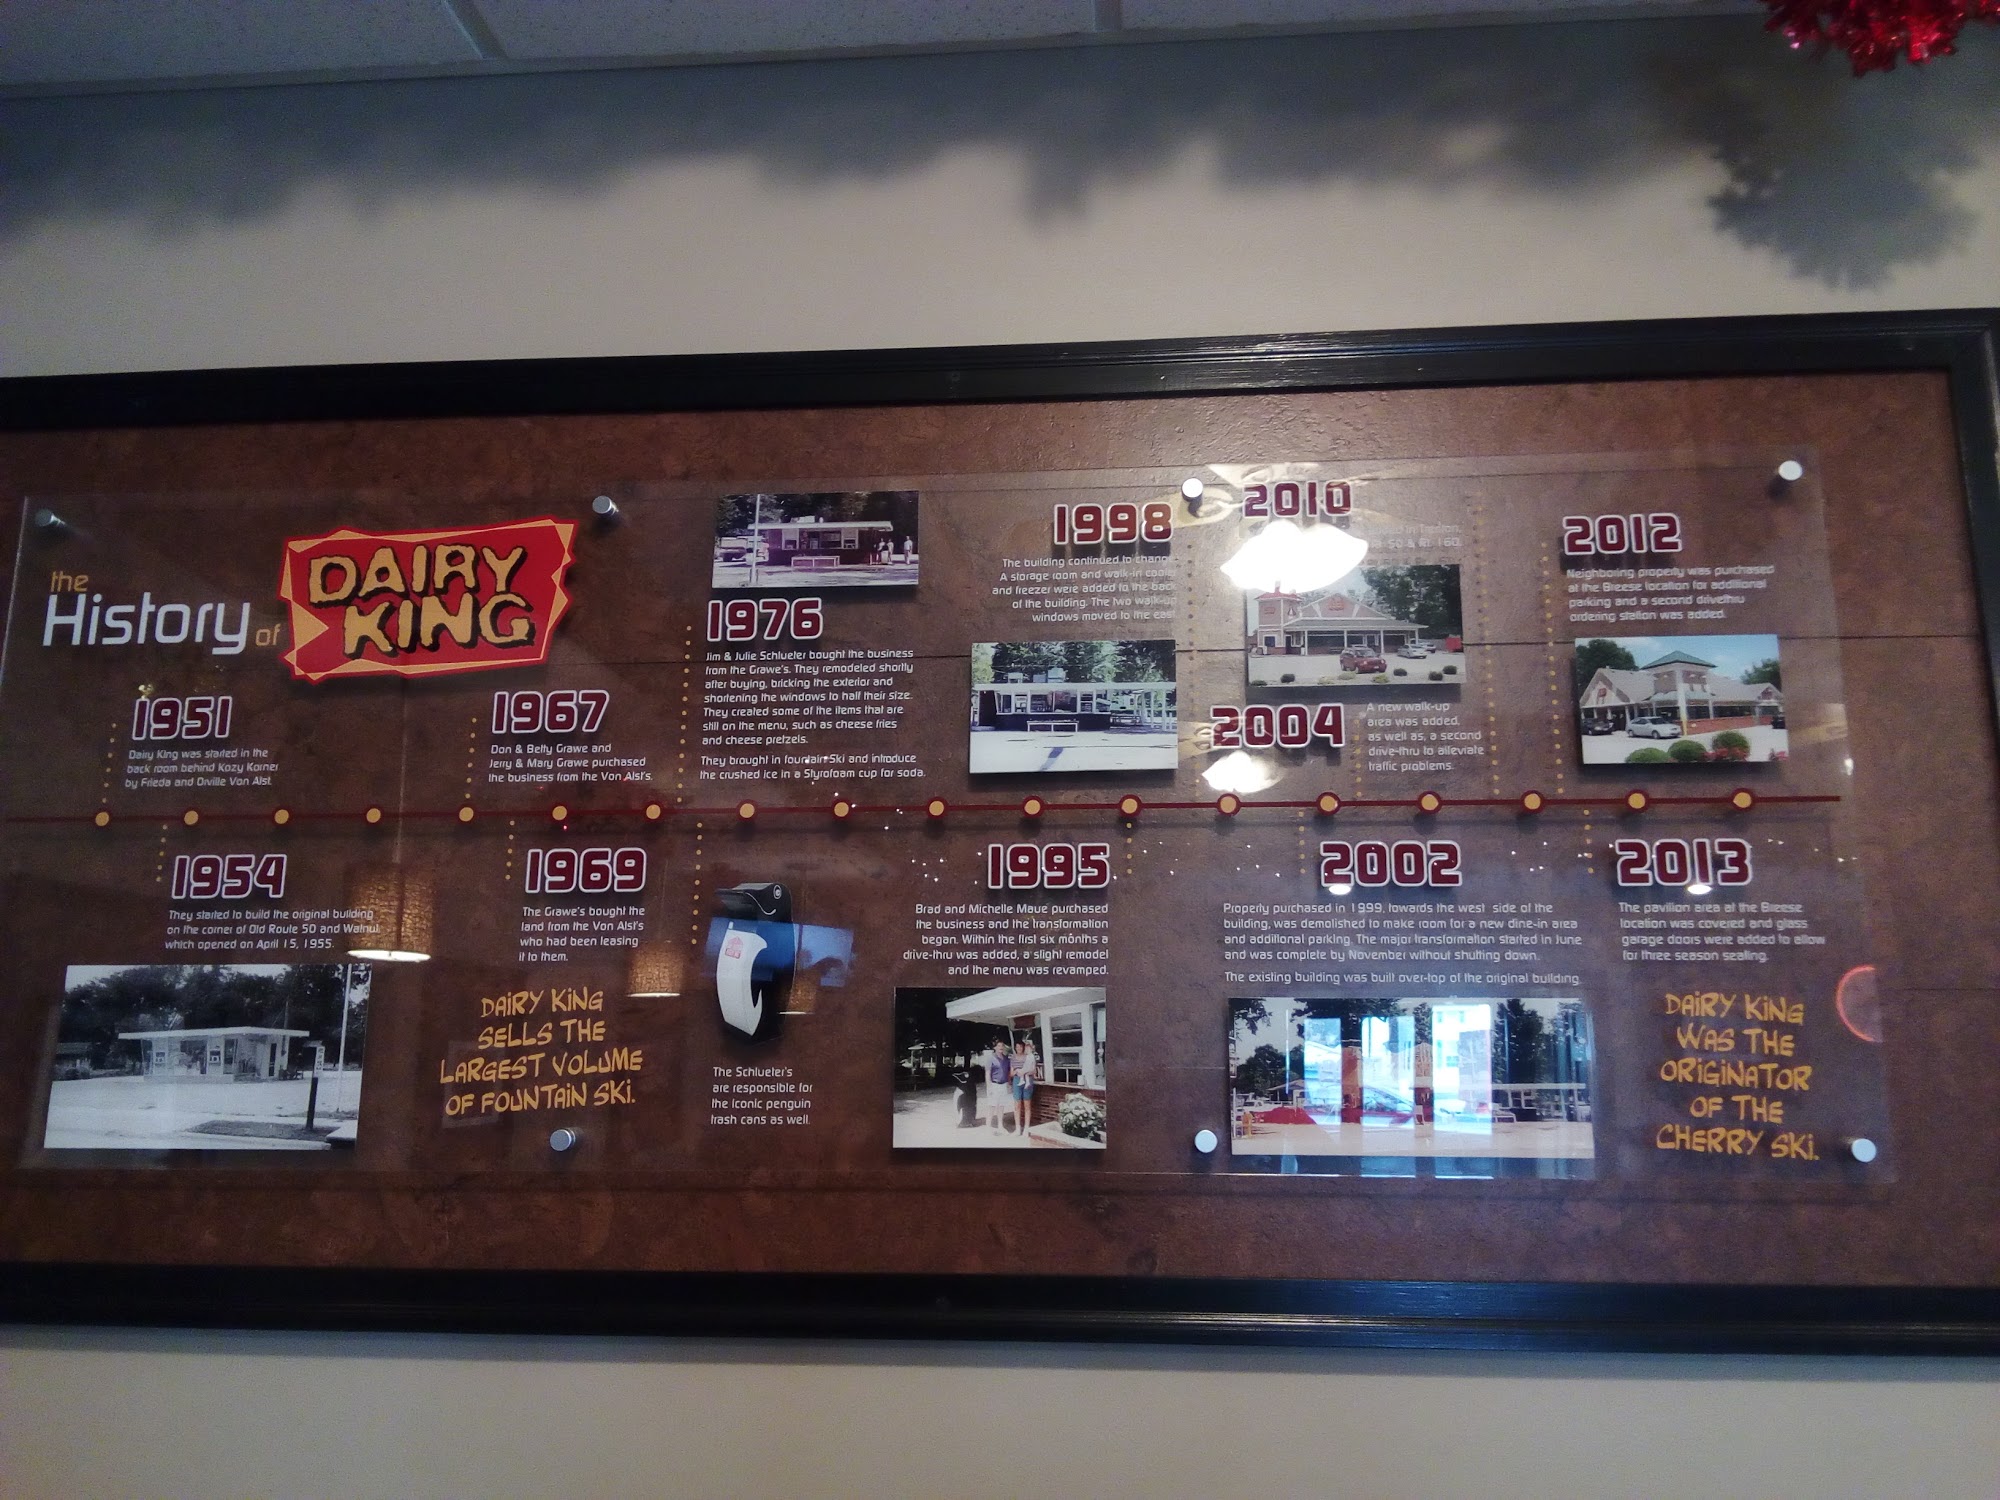 the
History of
DAIRY
KING
1951
Dairy King was started in the
back room behind Kozy Korner
by Frieda and Orville Von Alst.
1954
They started to build the original building
on the corner of Old Route 50 and Walnut
which opened on April 15, 1955.
1967
Don & Betty Grawe and
Jerry & Mary Grawe purchased
the business from the Von Alst's.
1969
The Grawe's bought the
land from the Von Alst's
who had been leasing
it to them.
DAIRY KING
SELLS THE
LARGEST VOLUME
OF FOUNTAIN SKI.
1976
Jim & Julie Schlueter bought the business
from the Grawe's. They remodeled shortly
after buying, bricking the exterior and
shortening the windows to half their size.
They created some of the items that are
still on the menu, such as cheese fries
and cheese pretzels.
They brought in fountain Ski and introduce
the crushed ice in a Styrofoam cup for soda.
The Schlueter's
are responsible for
the iconic penguin
trash cans as well.
1995
Brad and Michelle Maue purchased
the business and the transformation
began. Within the first six months a
drive-thru was added, a slight remodel
and the menu was revamped.
1998
The building continued to change.
A storage room and walk-in cooler
and freezer were added to the back
of the building. The two walk-up
windows moved to the east
2002
Property purchased in 1999, towards the west side of the
building, was demolished to make room for a new dine-in area
and additional parking. The major transformation started in June
and was complete by November without shutting down.
The existing building was built over-top of the original building.
2004
A new walk-up
area was added,
as well as, a second
drive-thru to alleviate
traffic problems.
2010
in Trenton,
50 & Rt. 160.
2012
Neighboring property was purchased
at the Breese location for additional
parking and a second drivethru
ordering station was added.
2013
The pavilion area at the Breese
location was covered and glass
garage doors were added to allow
for three season seating.
DAIRY KING
WAS THE
ORIGINATOR
OF THE
CHERRY SKI.